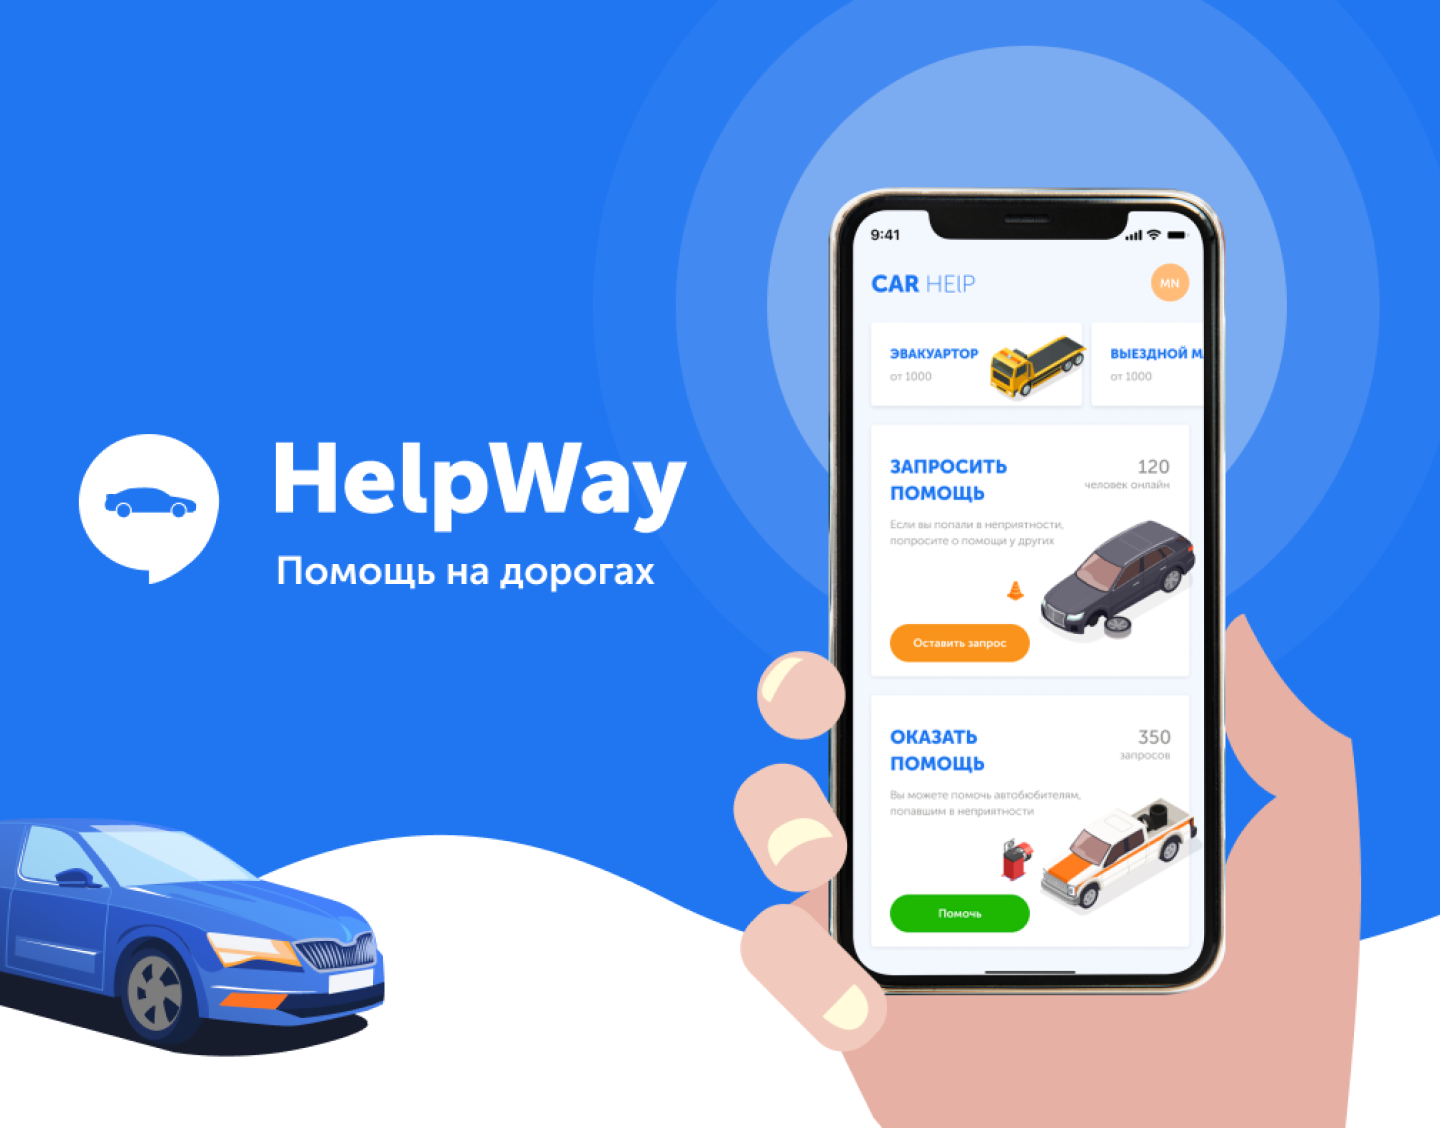 HelpWay
Помощь на дорогах
9:41
CAR HElP
MN
ЭВАКУАРТОР
от 1000
ВЫЕЗДНОЙ М
от 1000
ЗАПРОСИТЬ
ПОМОЩЬ
120
человек онлайн
Если вы попали в неприятности,
попросите о помощи у других
Оставить запрос
ОКАЗАТЬ
ПОМОЩЬ
350
запросов
Вы можете помочь автобюбителям,
попавшим в неприятности
Помочь